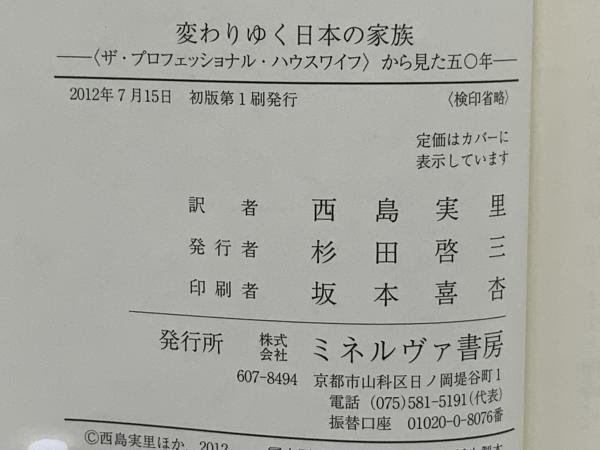 変わりゆく日本の家族
――〈ザ・プロフェッショナル・ハウスワイフ〉から見た五〇年――
2012年7月15日 初版第1刷発行 〈検印省略〉
定価はカバーに
表示しています
訳者 西島実里
発行者 杉田啓三
印刷者 坂本喜杏
発行所 株式会社 ミネルヴァ書房
607-8494 京都市山科区日ノ岡堤谷町1
電話 (075)581-5191(代表)
振替口座 01020-0-8076番
©西島実里ほか, 2012